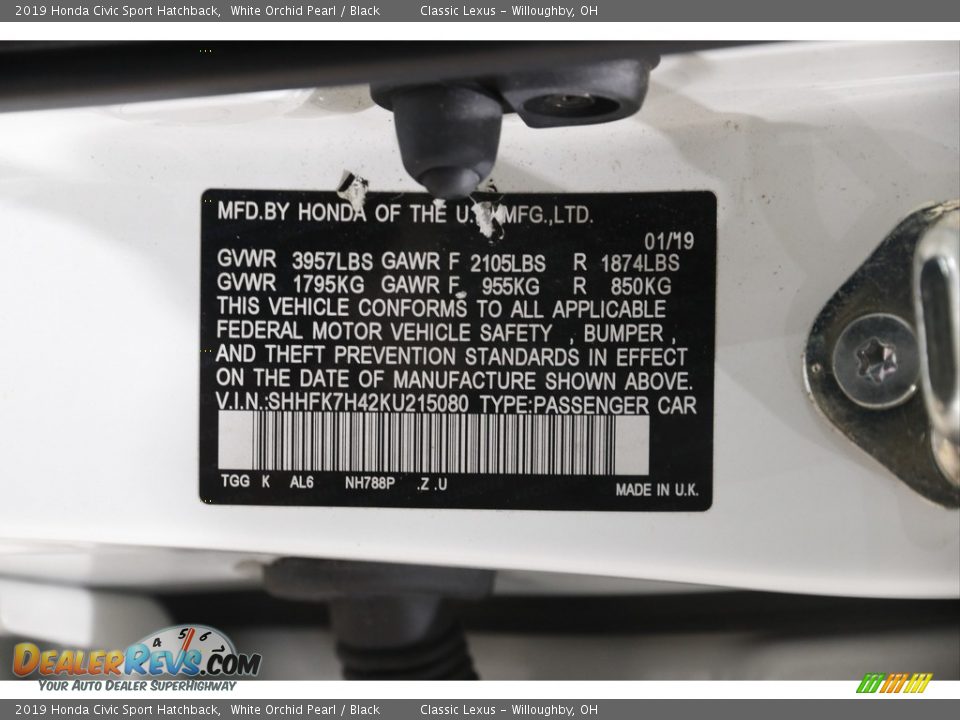 2019 Honda Civic Sport Hatchback, White Orchid Pearl / Black Classic Lexus - Willoughby, OH
MFD.BY HONDA OF THE U.K MFG.,LTD.
01/19
GVWR 3957LBS GAWR F 2105LBS R 1874LBS
GVWR 1795KG GAWR F 955KG R 850KG
THIS VEHICLE CONFORMS TO ALL APPLICABLE
FEDERAL MOTOR VEHICLE SAFETY , BUMPER ,
AND THEFT PREVENTION STANDARDS IN EFFECT
ON THE DATE OF MANUFACTURE SHOWN ABOVE.
V.I.N.:SHHFK7H42KU215080 TYPE:PASSENGER CAR
TGG K AL6 NH788P .Z .U
MADE IN U.K.
4 5 6 7
DEALERREVS.COM
YOUR AUTO DEALER SUPERHIGHWAY
2019 Honda Civic Sport Hatchback, White Orchid Pearl / Black Classic Lexus - Willoughby, OH